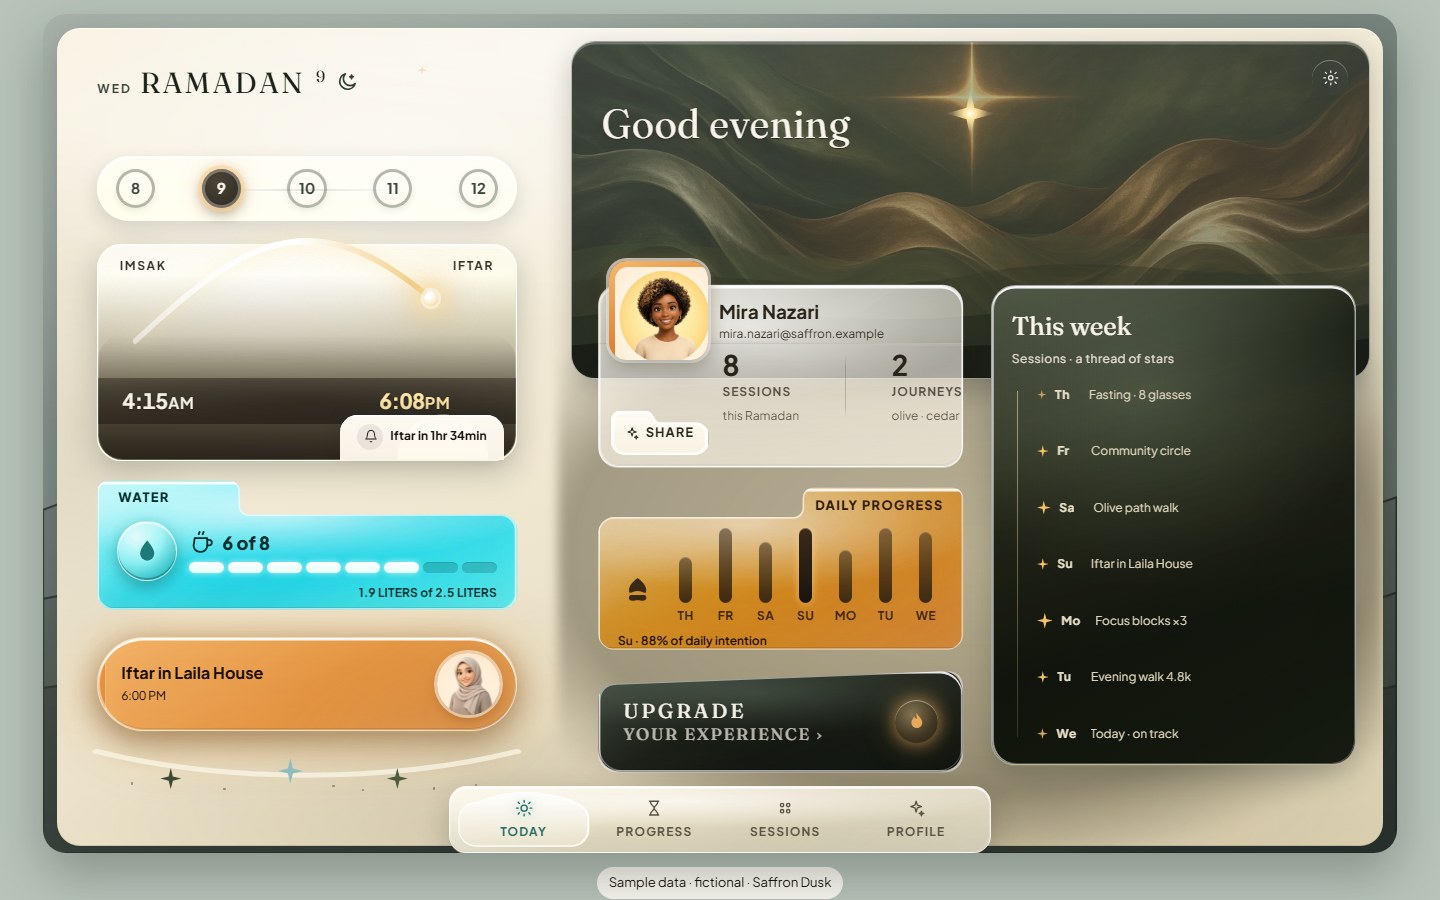 WED RAMADAN 9
8 9 10 11 12
IMSAK IFTAR
4:15AM 6:08PM
Iftar in 1hr 34min
WATER
6 of 8
1.9 LITERS of 2.5 LITERS
Iftar in Laila House
6:00 PM
Good evening
Mira Nazari
mira.nazari@saffron.example
8 2
SESSIONS JOURNEYS
this Ramadan olive · cedar
SHARE
DAILY PROGRESS
TH FR SA SU MO TU WE
Su · 88% of daily intention
UPGRADE
YOUR EXPERIENCE ›
This week
Sessions · a thread of stars
Th Fasting · 8 glasses
Fr Community circle
Sa Olive path walk
Su Iftar in Laila House
Mo Focus blocks ×3
Tu Evening walk 4.8k
We Today · on track
TODAY PROGRESS SESSIONS PROFILE
Sample data · fictional · Saffron Dusk